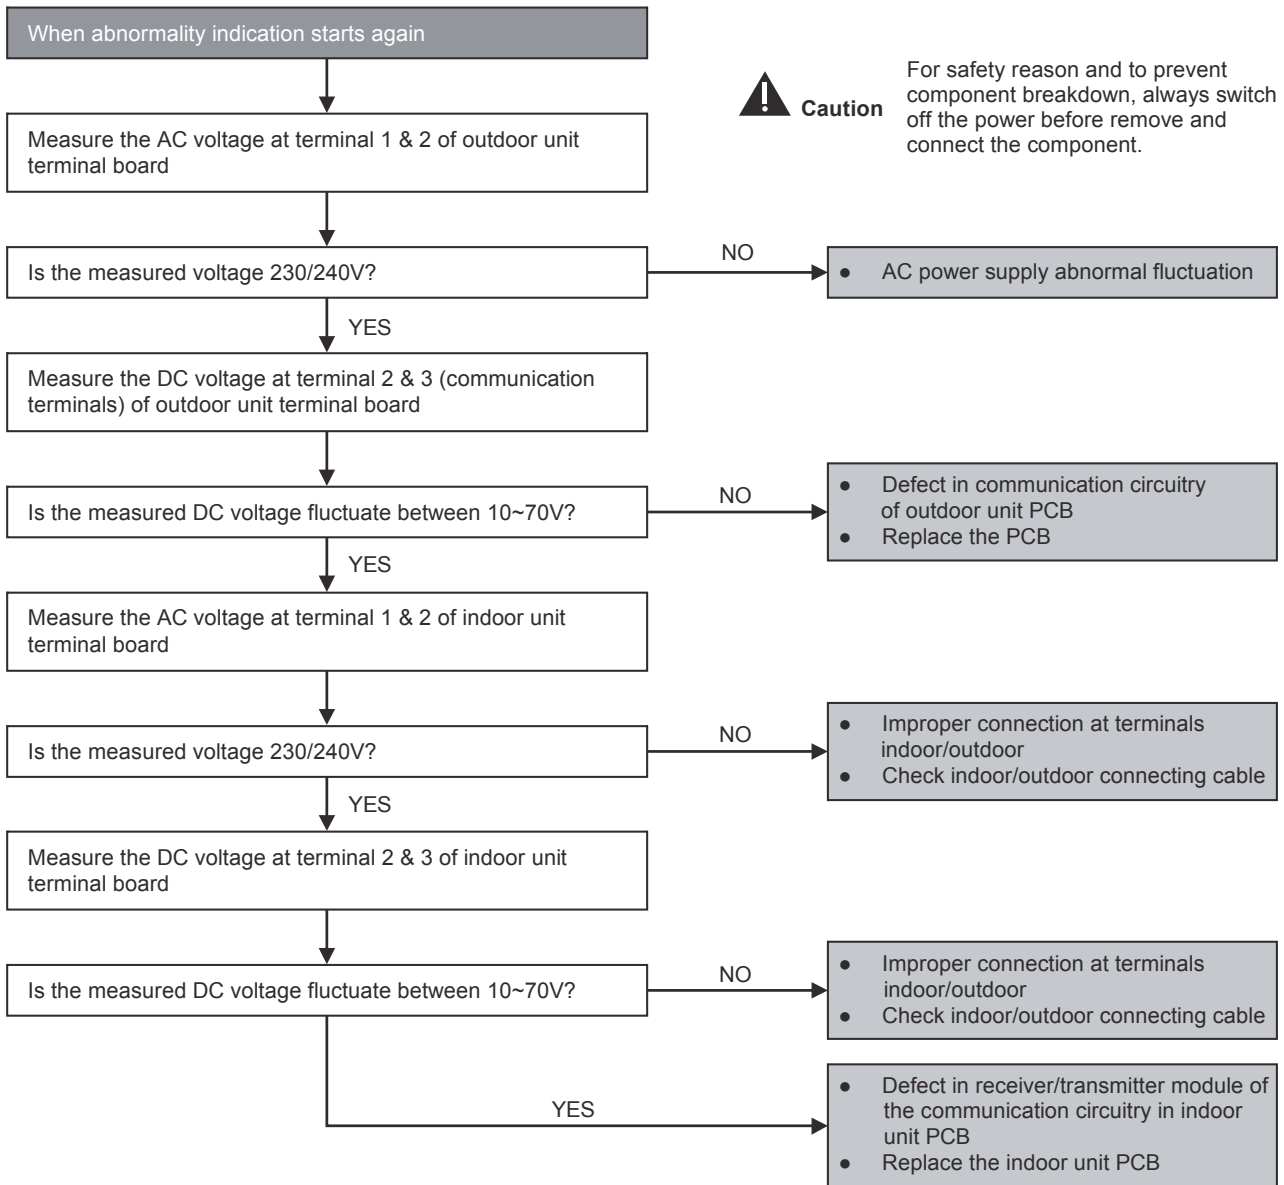 When abnormality indication starts again
Caution
For safety reason and to prevent
component breakdown, always switch
off the power before remove and
connect the component.
Measure the AC voltage at terminal 1 & 2 of outdoor unit
terminal board
Is the measured voltage 230/240V?
NO
● AC power supply abnormal fluctuation
YES
Measure the DC voltage at terminal 2 & 3 (communication
terminals) of outdoor unit terminal board
Is the measured DC voltage fluctuate between 10~70V?
NO
● Defect in communication circuitry
of outdoor unit PCB
● Replace the PCB
YES
Measure the AC voltage at terminal 1 & 2 of indoor unit
terminal board
Is the measured voltage 230/240V?
NO
● Improper connection at terminals
indoor/outdoor
● Check indoor/outdoor connecting cable
YES
Measure the DC voltage at terminal 2 & 3 of indoor unit
terminal board
Is the measured DC voltage fluctuate between 10~70V?
NO
● Improper connection at terminals
indoor/outdoor
● Check indoor/outdoor connecting cable
YES
● Defect in receiver/transmitter module of
the communication circuitry in indoor
unit PCB
● Replace the indoor unit PCB